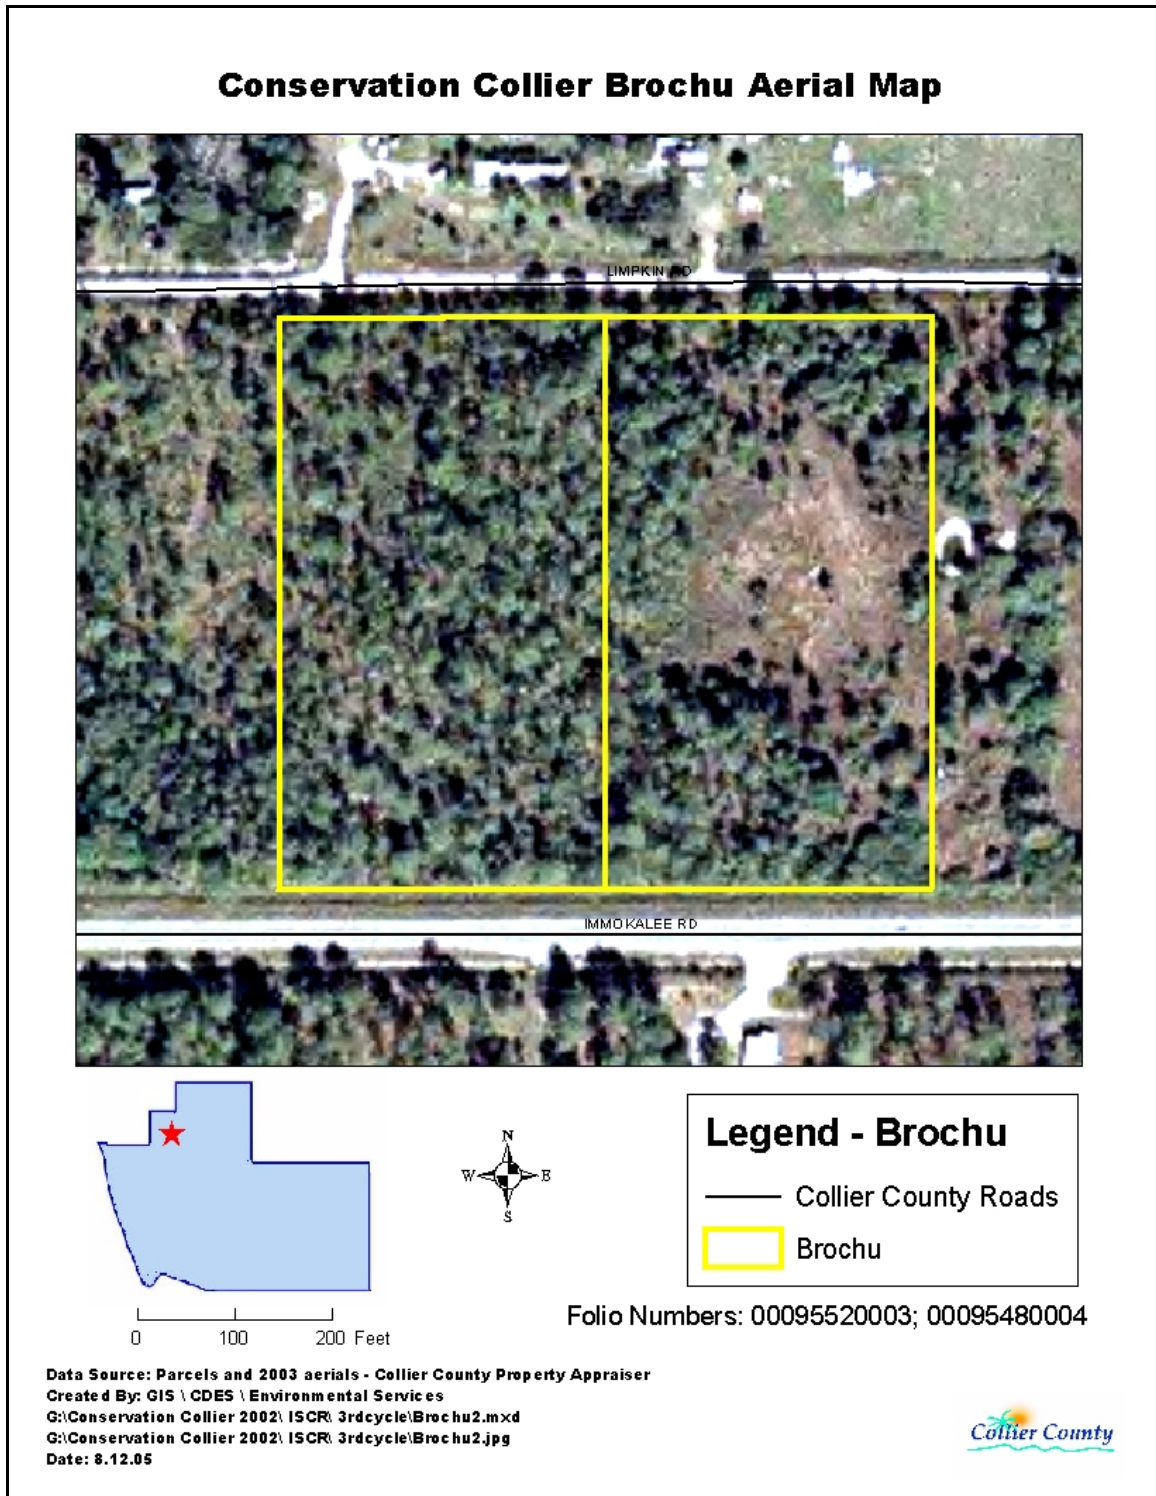 Conservation Collier Brochu Aerial Map
LIMPKIN RD
IMMOKALEE RD
N
W E
S
Legend - Brochu
Collier County Roads
Brochu
Folio Numbers: 00095520003; 00095480004
0 100 200 Feet
Data Source: Parcels and 2003 aerials - Collier County Property Appraiser
Created By: GIS \ CDES \ Environmental Services
G:\Conservation Collier 2002\ ISCR\ 3rdcycle\Brochu2.mxd
G:\Conservation Collier 2002\ ISCR\ 3rdcycle\Brochu2.jpg
Date: 8.12.05
Collier County